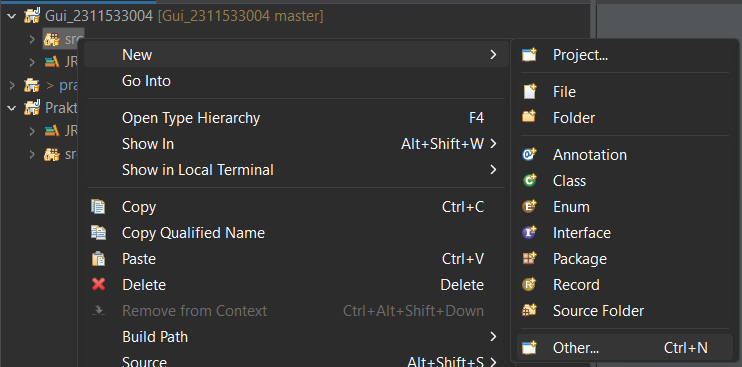 Gui_2311533004 [Gui_2311533004 master]
src
JR
> pra
Prakt
JR
src
New
Go Into
Open Type Hierarchy F4
Show In Alt+Shift+W
Show in Local Terminal
Copy Ctrl+C
Copy Qualified Name
Paste Ctrl+V
Delete Delete
Remove from Context Ctrl+Alt+Shift+Down
Build Path
Source Alt+Shift+S
Project...
File
Folder
Annotation
Class
Enum
Interface
Package
Record
Source Folder
Other... Ctrl+N